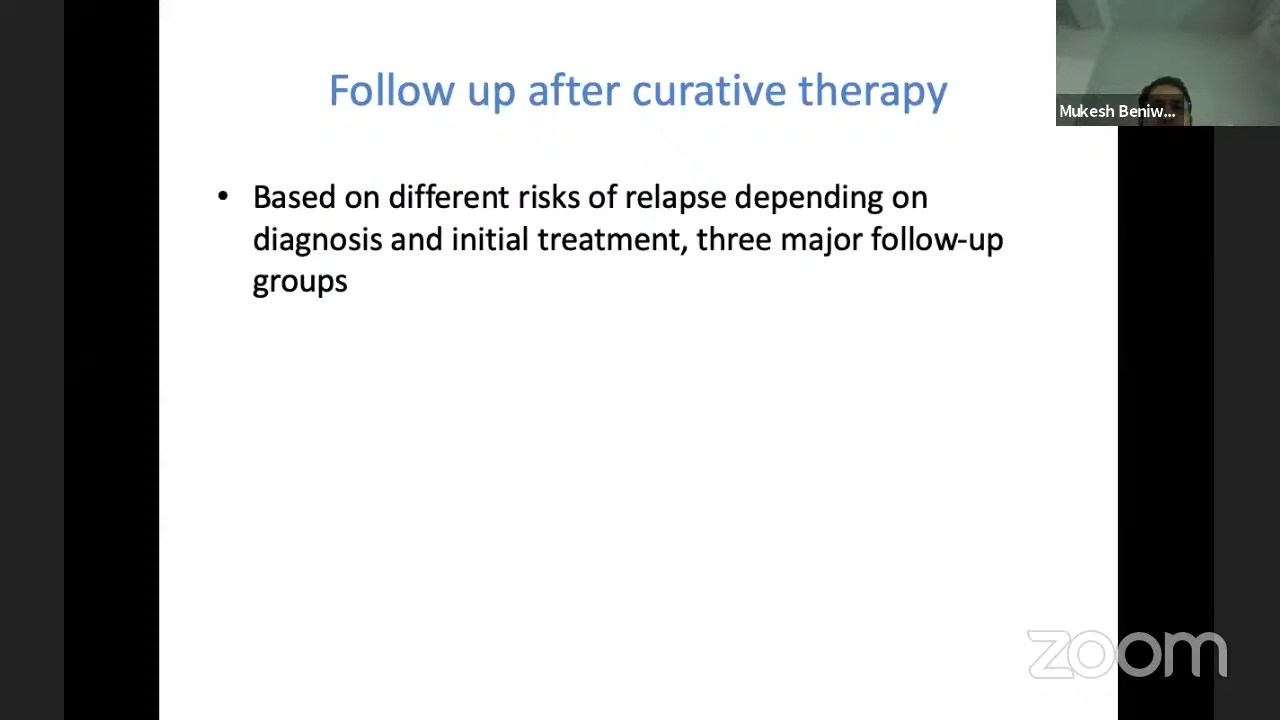 Follow up after curative therapy
Mukesh Beniw...
• Based on different risks of relapse depending on
diagnosis and initial treatment, three major follow-up
groups
zoom